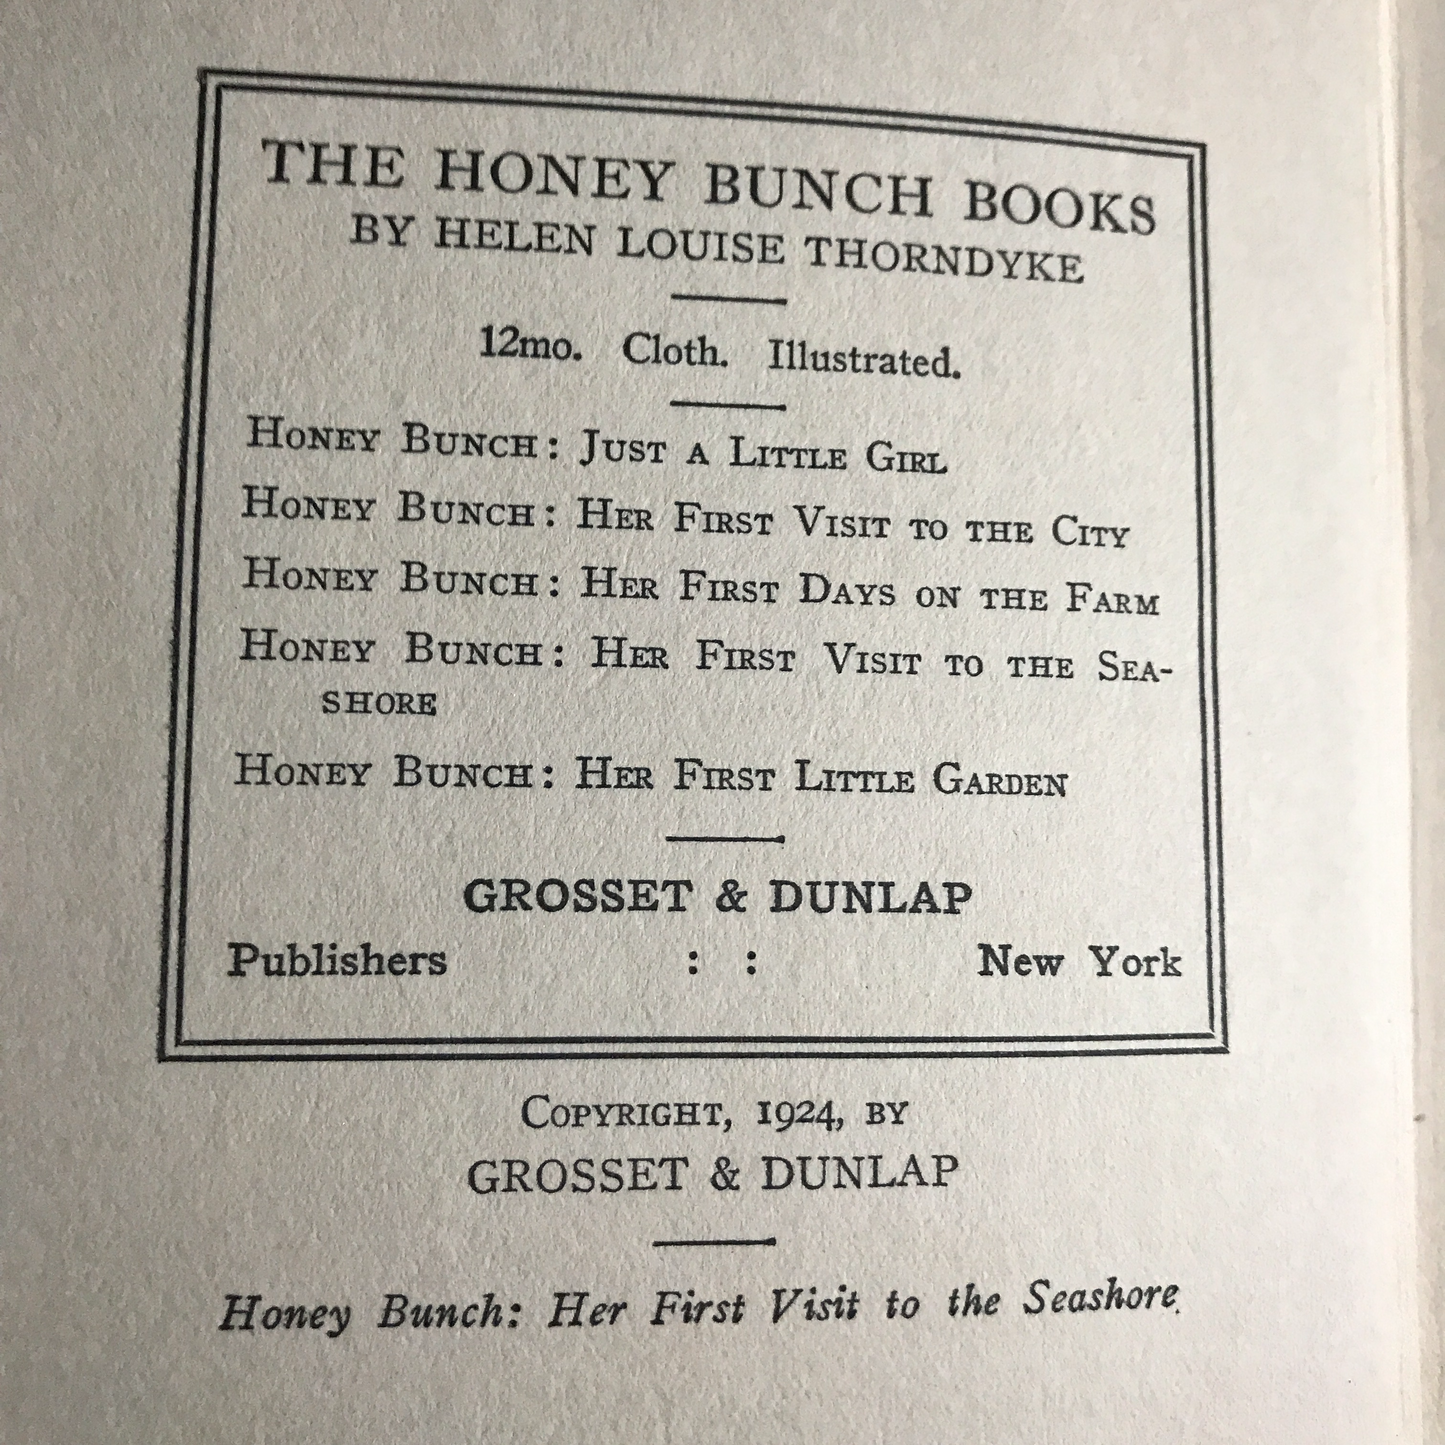 THE HONEY BUNCH BOOKS
BY HELEN LOUISE THORNDYKE
12mo. Cloth. Illustrated.
HONEY BUNCH: JUST A LITTLE GIRL
HONEY BUNCH: HER FIRST VISIT TO THE CITY
HONEY BUNCH: HER FIRST DAYS ON THE FARM
HONEY BUNCH: HER FIRST VISIT TO THE SEA-
SHORE
HONEY BUNCH: HER FIRST LITTLE GARDEN
GROSSET & DUNLAP
Publishers : : New York
COPYRIGHT, 1924, BY
GROSSET & DUNLAP
Honey Bunch: Her First Visit to the Seashore.